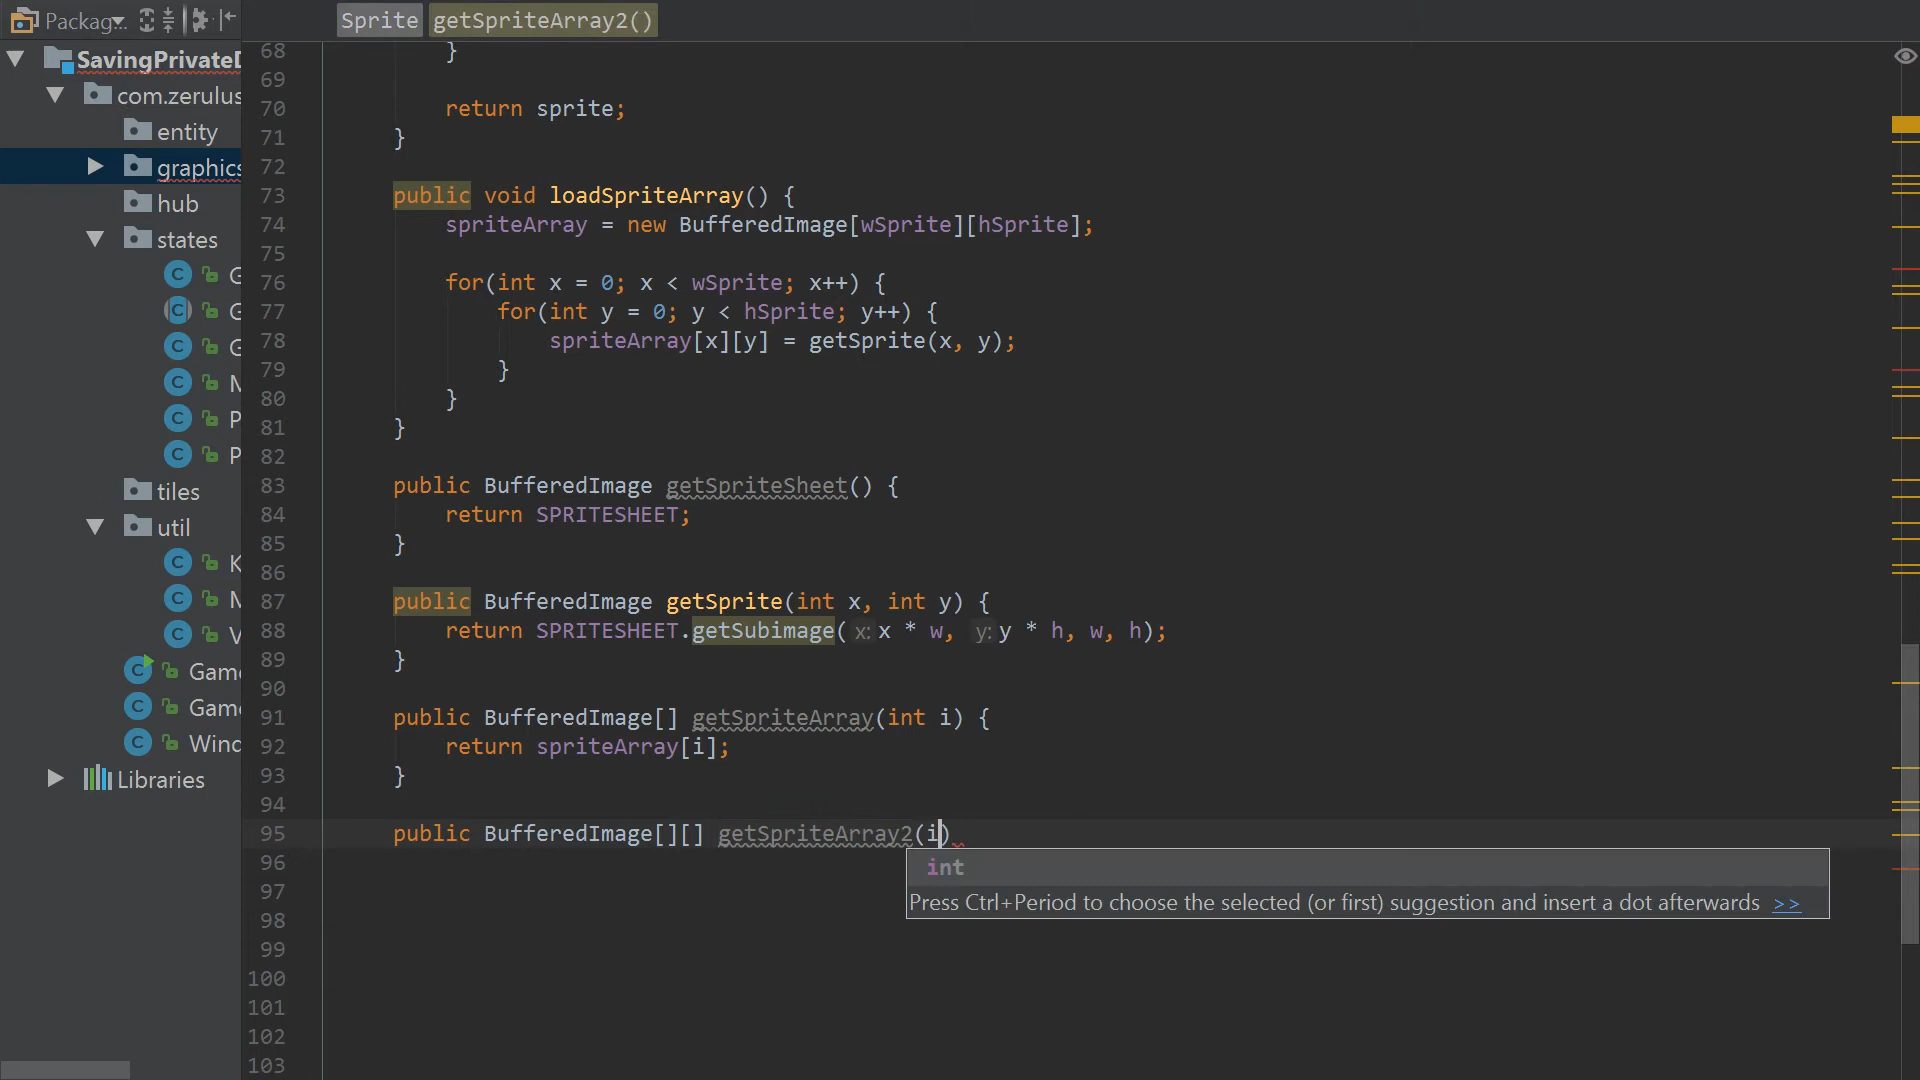 Packag...
Sprite getSpriteArray2()
SavingPrivateD
com.zerulus
entity
graphics
hub
states
G
G
G
M
P
P
tiles
util
K
M
V
Game
Game
Wind
Libraries
68 }
69
70 return sprite;
71 }
72
73 public void loadSpriteArray() {
74 spriteArray = new BufferedImage[wSprite][hSprite];
75
76 for(int x = 0; x < wSprite; x++) {
77 for(int y = 0; y < hSprite; y++) {
78 spriteArray[x][y] = getSprite(x, y);
79 }
80 }
81 }
82
83 public BufferedImage getSpriteSheet() {
84 return SPRITESHEET;
85 }
86
87 public BufferedImage getSprite(int x, int y) {
88 return SPRITESHEET.getSubimage( x: x * w, y: y * h, w, h);
89 }
90
91 public BufferedImage[] getSpriteArray(int i) {
92 return spriteArray[i];
93 }
94
95 public BufferedImage[][] getSpriteArray2(i)
96
int
97
Press Ctrl+Period to choose the selected (or first) suggestion and insert a dot afterwards >>
98
99
100
101
102
103